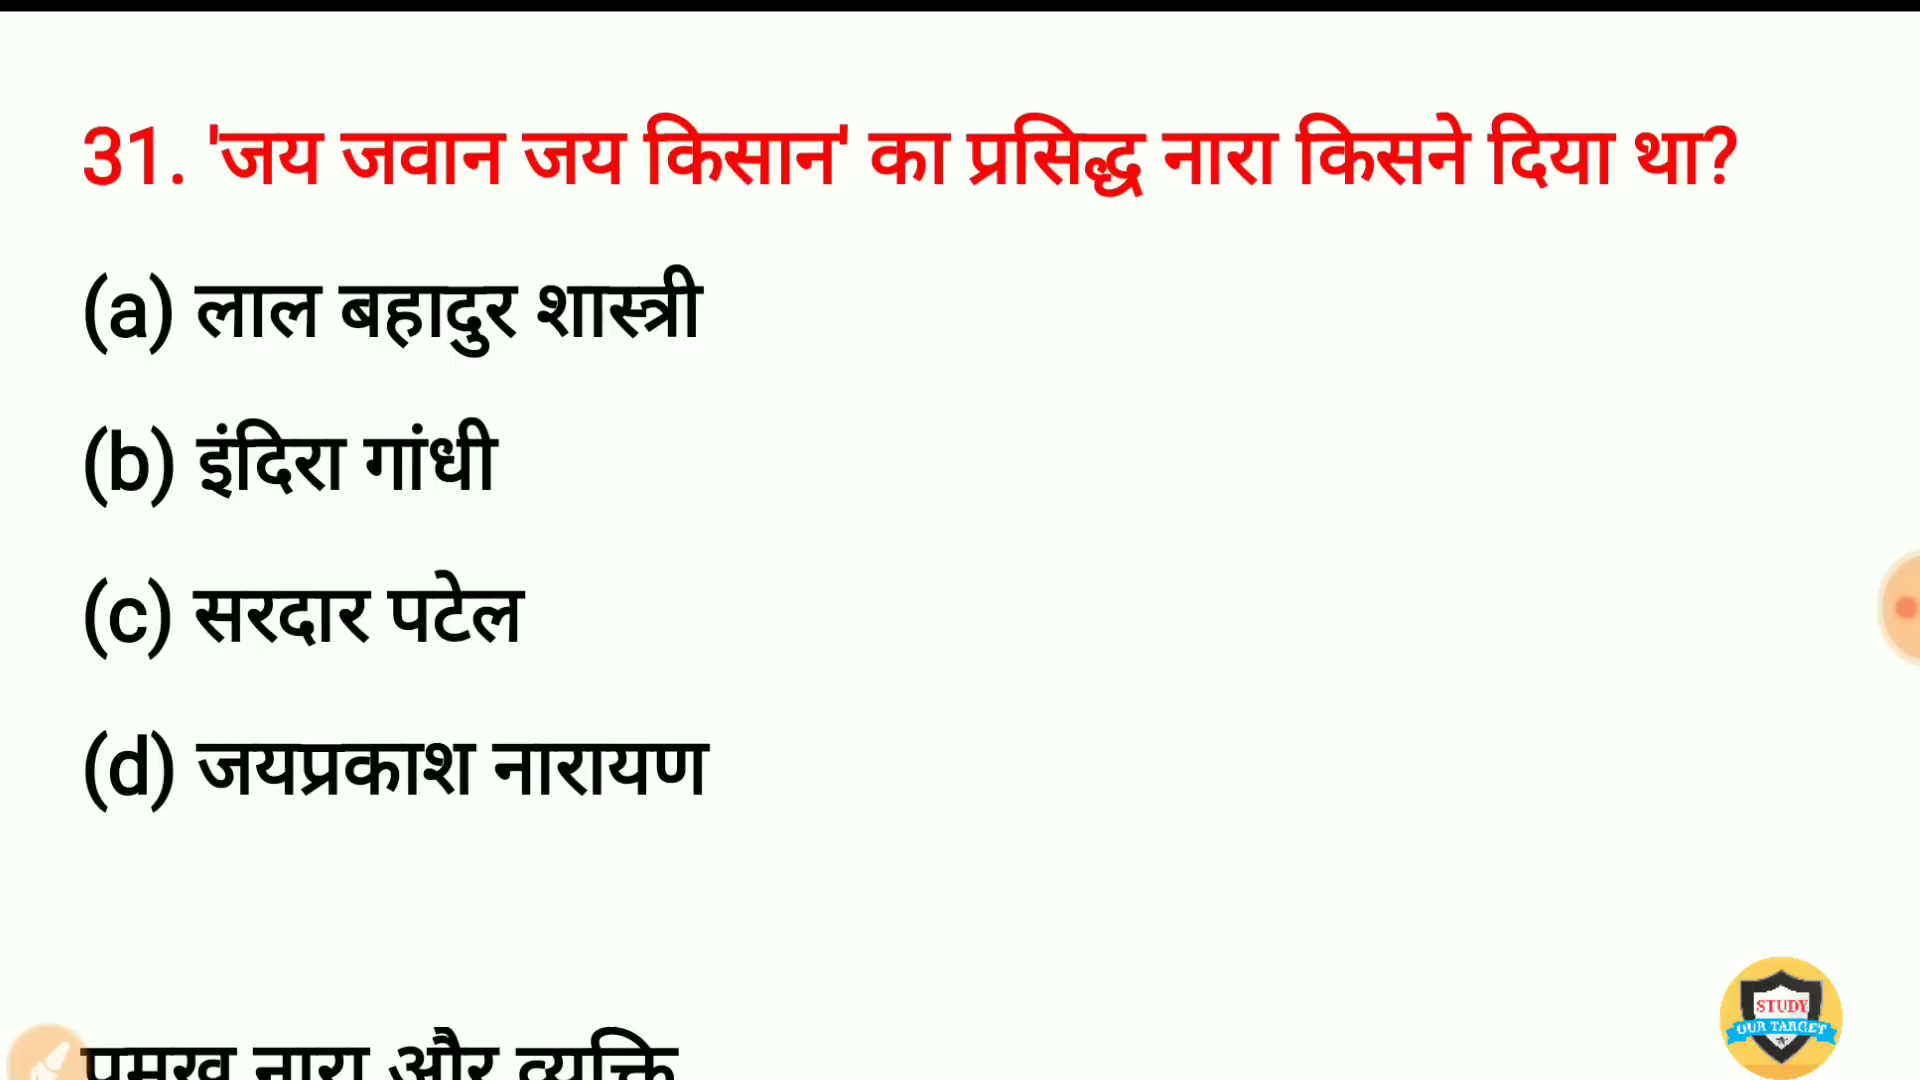 31. 'जय जवान जय किसान' का प्रसिद्ध नारा किसने दिया था?
(a) लाल बहादुर शास्त्री
(b) इंदिरा गांधी
(c) सरदार पटेल
(d) जयप्रकाश नारायण
STUDY
OUR TARGET
प्रमुख नारा और व्यक्ति